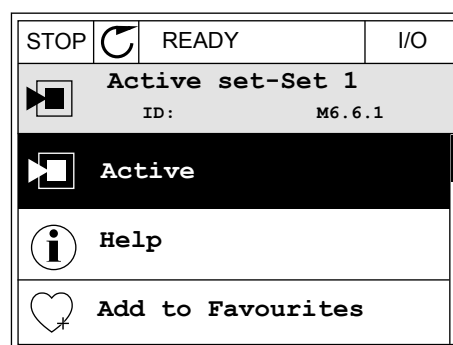 STOP READY I/O
Active set-Set 1
ID: M6.6.1
Active
Help
Add to Favourites